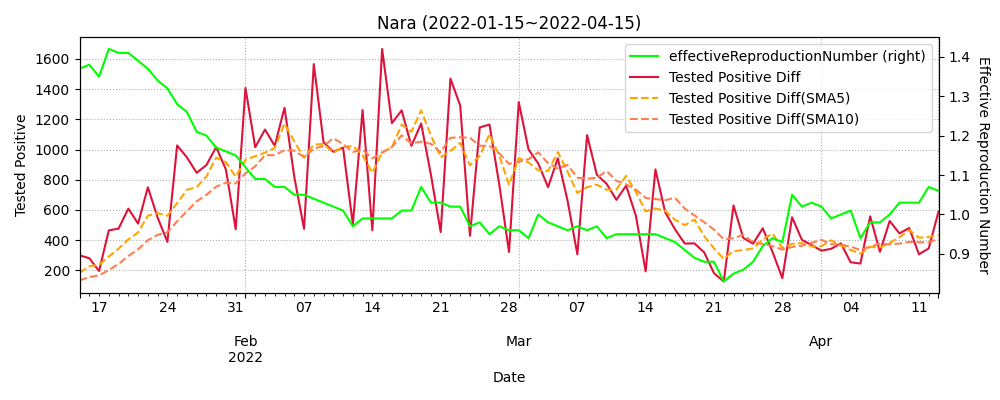 Nara (2022-01-15~2022-04-15)
effectiveReproductionNumber (right)
Tested Positive Diff
Tested Positive Diff(SMA5)
Tested Positive Diff(SMA10)
1600
1400
1200
1000
800
600
400
200
Tested Positive
1.4
1.3
1.2
1.1
1.0
0.9
Effective Reproduction Number
17 24 31 07 14 21 28 07 14 21 28 04 11
Feb Mar Apr
2022
Date